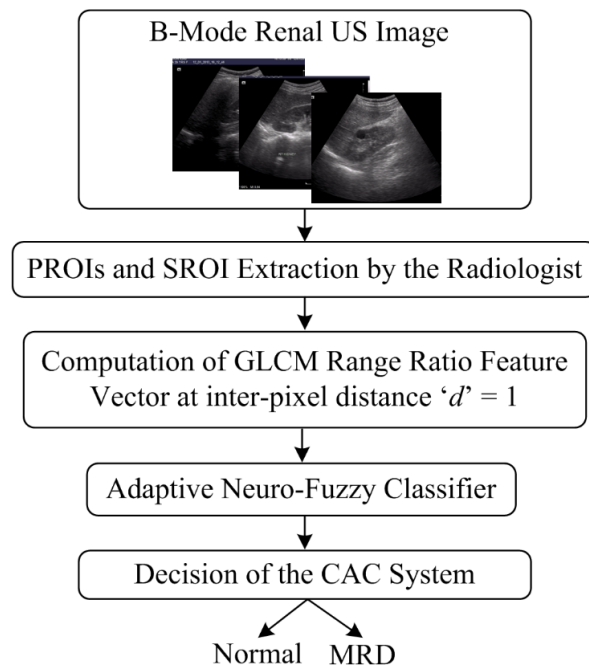 B-Mode Renal US Image
PROIs and SROI Extraction by the Radiologist
Computation of GLCM Range Ratio Feature
Vector at inter-pixel distance ‘d’ = 1
Adaptive Neuro-Fuzzy Classifier
Decision of the CAC System
Normal MRD